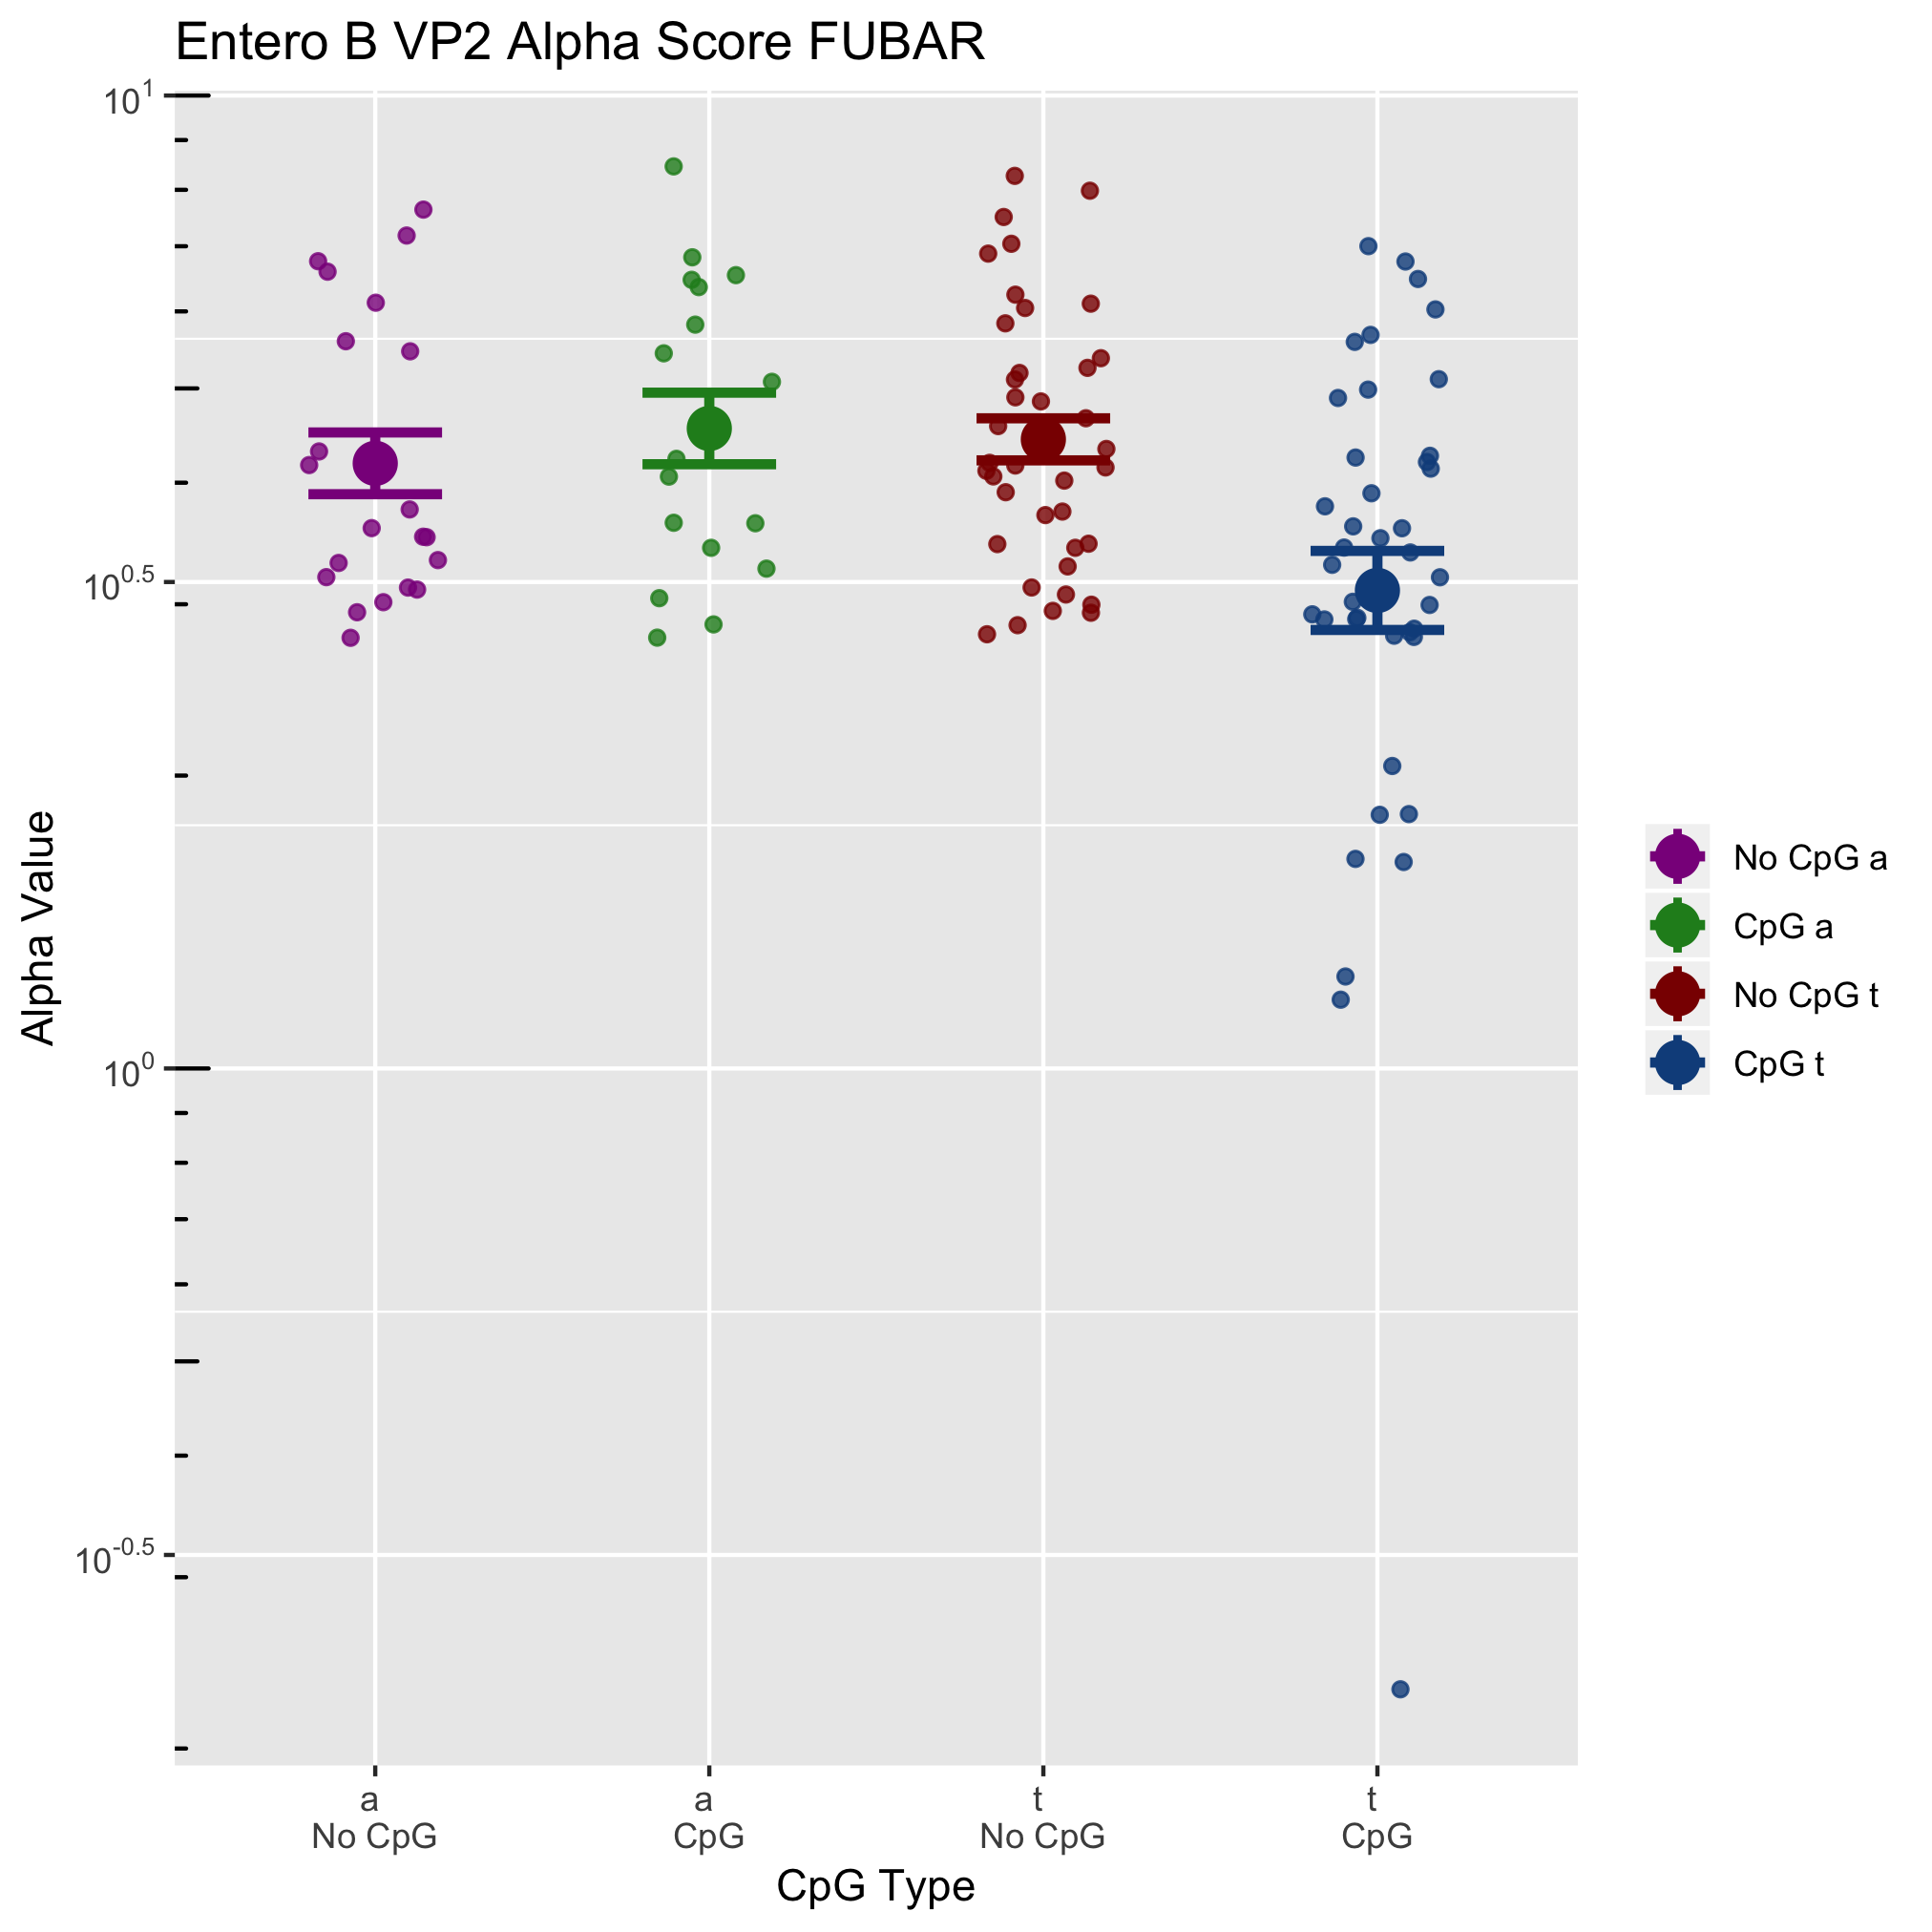 Entero B VP2 Alpha Score FUBAR
10^1
10^0.5
10^0
10^-0.5
Alpha Value
a
No CpG
a
CpG
t
No CpG
t
CpG
CpG Type
No CpG a
CpG a
No CpG t
CpG t